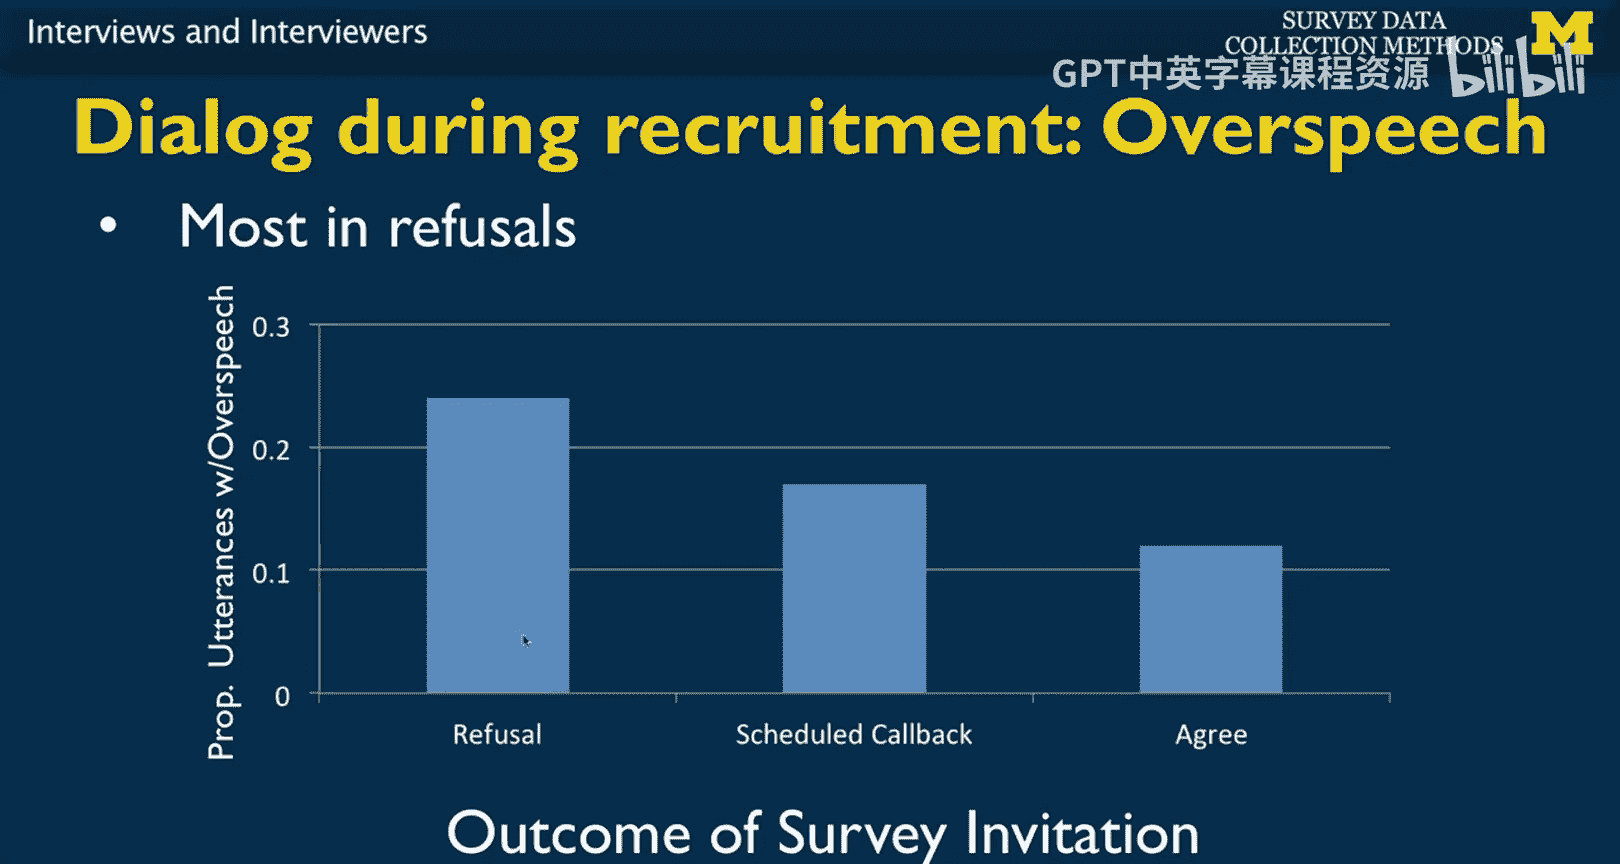 Interviews and Interviewers
SURVEY DATA
COLLECTION METHODS
M
GPT中英字幕课程资源
bilibili
Dialog during recruitment: Overspeech
• Most in refusals
Prop. Utterances w/Overspeech
0.3
0.2
0.1
0
Refusal
Scheduled Callback
Agree
Outcome of Survey Invitation